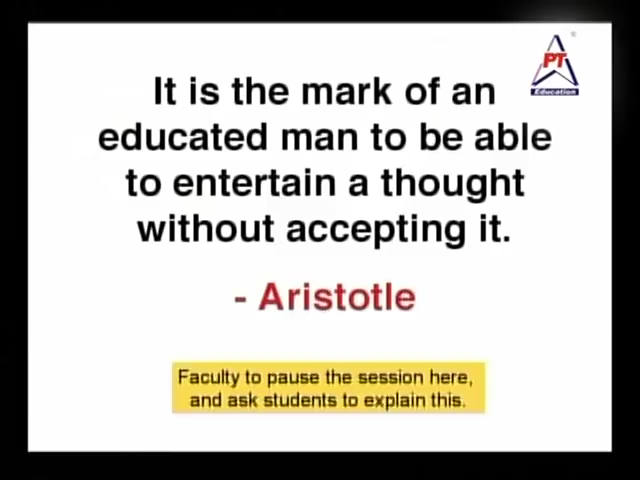 PT
Education
It is the mark of an
educated man to be able
to entertain a thought
without accepting it.
- Aristotle
Faculty to pause the session here,
and ask students to explain this.